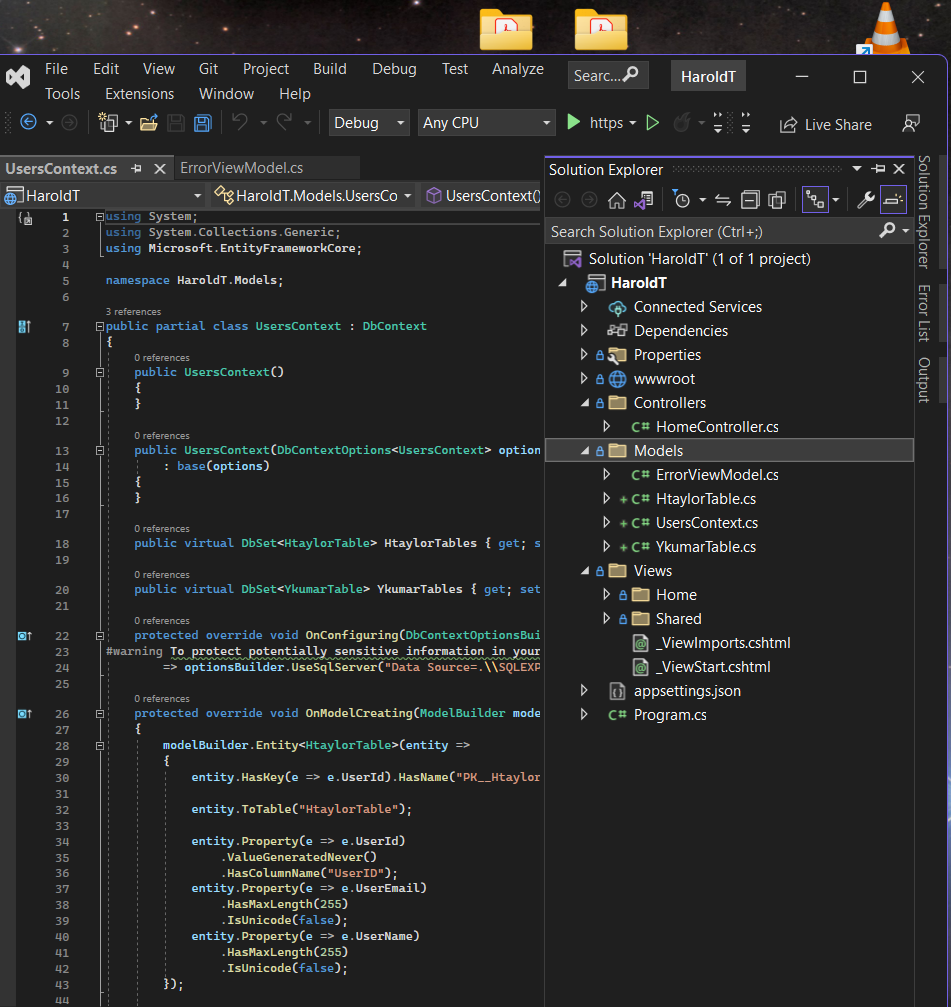 File Edit View Git Project Build Debug Test Analyze
Searc... HaroldT
Tools Extensions Window Help
Debug Any CPU https Live Share
UsersContext.cs ErrorViewModel.cs
HaroldT HaroldT.Models.UsersCo UsersContext()
1 using System;
2 using System.Collections.Generic;
3 using Microsoft.EntityFrameworkCore;
4
5 namespace HaroldT.Models;
6
3 references
7 public partial class UsersContext : DbContext
8 {
0 references
9 public UsersContext()
10 {
11 }
12
0 references
13 public UsersContext(DbContextOptions<UsersContext> option
14 : base(options)
15 {
16 }
17
0 references
18 public virtual DbSet<HtaylorTable> HtaylorTables { get; s
19
0 references
20 public virtual DbSet<YkumarTable> YkumarTables { get; set
21
0 references
22 protected override void OnConfiguring(DbContextOptionsBui
23 #warning To protect potentially sensitive information in your
24 => optionsBuilder.UseSqlServer("Data Source=.\\SQLEXP
25
0 references
26 protected override void OnModelCreating(ModelBuilder mode
27 {
28 modelBuilder.Entity<HtaylorTable>(entity =>
29 {
30 entity.HasKey(e => e.UserId).HasName("PK__Htaylor
31
32 entity.ToTable("HtaylorTable");
33
34 entity.Property(e => e.UserId)
35 .ValueGeneratedNever()
36 .HasColumnName("UserID");
37 entity.Property(e => e.UserEmail)
38 .HasMaxLength(255)
39 .IsUnicode(false);
40 entity.Property(e => e.UserName)
41 .HasMaxLength(255)
42 .IsUnicode(false);
43 });
44
Solution Explorer
Search Solution Explorer (Ctrl+;)
Solution 'HaroldT' (1 of 1 project)
HaroldT
Connected Services
Dependencies
Properties
wwwroot
Controllers
C# HomeController.cs
Models
C# ErrorViewModel.cs
+ C# HtaylorTable.cs
+ C# UsersContext.cs
+ C# YkumarTable.cs
Views
Home
Shared
_ViewImports.cshtml
_ViewStart.cshtml
appsettings.json
C# Program.cs
Solution Explorer
Error List
Output